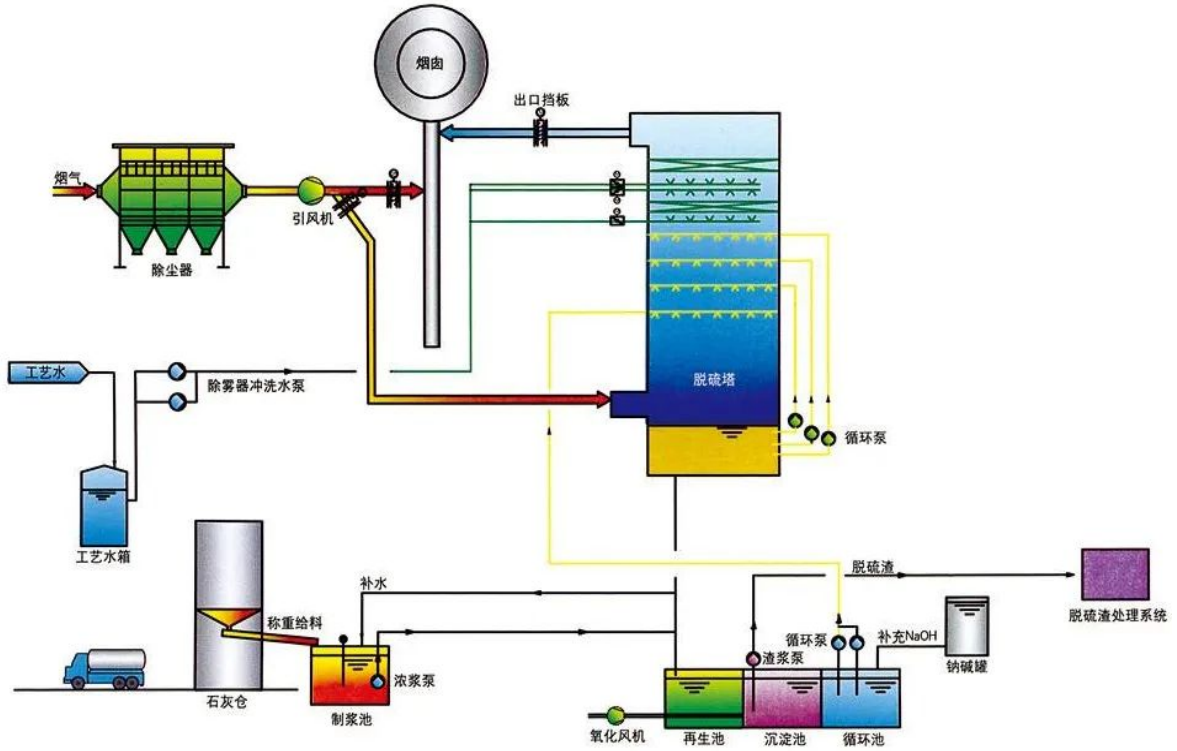 烟囱
出口挡板
烟气
引风机
除尘器
工艺水
除雾器冲洗水泵
脱硫塔
循环泵
工艺水箱
脱硫渣
补水
脱硫渣处理系统
称重给料
循环泵
补充NaOH
渣浆泵
钠碱罐
浓浆泵
石灰仓
制浆池
氧化风机
再生池
沉淀池
循环池